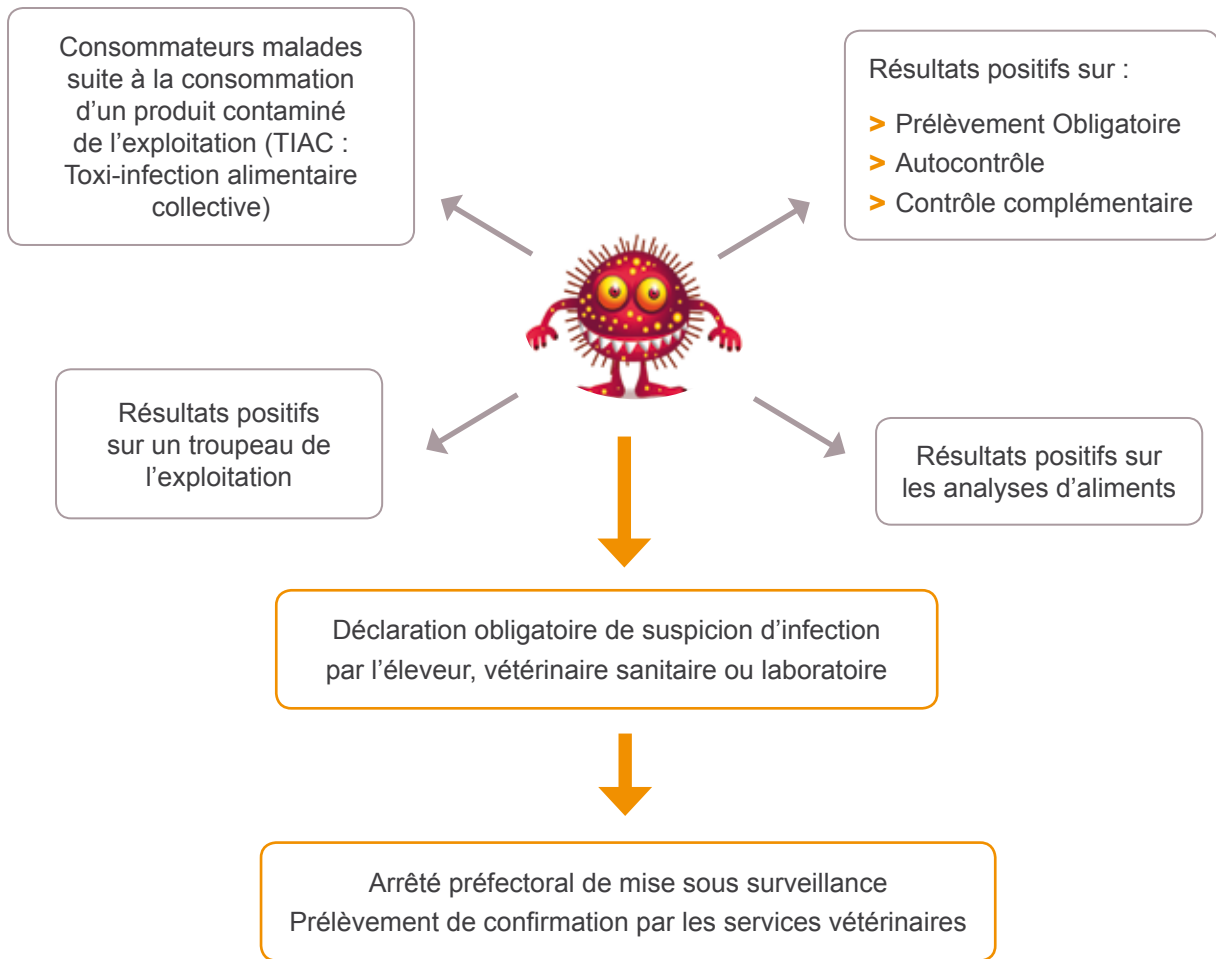 Consommateurs malades
suite à la consommation
d’un produit contaminé
de l’exploitation (TIAC :
Toxi-infection alimentaire
collective)
Résultats positifs sur :
> Prélèvement Obligatoire
> Autocontrôle
> Contrôle complémentaire
Résultats positifs
sur un troupeau de
l’exploitation
Résultats positifs sur
les analyses d’aliments
Déclaration obligatoire de suspicion d’infection
par l’éleveur, vétérinaire sanitaire ou laboratoire
Arrêté préfectoral de mise sous surveillance
Prélèvement de confirmation par les services vétérinaires